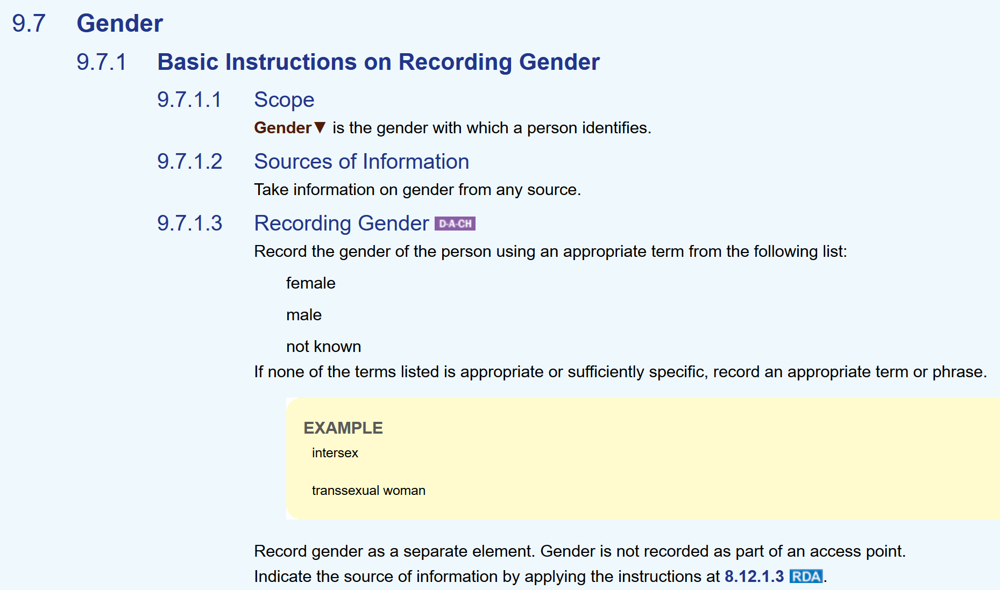 9.7 Gender
9.7.1 Basic Instructions on Recording Gender
9.7.1.1 Scope
Gender▼ is the gender with which a person identifies.
9.7.1.2 Sources of Information
Take information on gender from any source.
9.7.1.3 Recording Gender D-A-CH
Record the gender of the person using an appropriate term from the following list:
female
male
not known
If none of the terms listed is appropriate or sufficiently specific, record an appropriate term or phrase.
EXAMPLE
intersex
transsexual woman
Record gender as a separate element. Gender is not recorded as part of an access point.
Indicate the source of information by applying the instructions at 8.12.1.3 RDA.